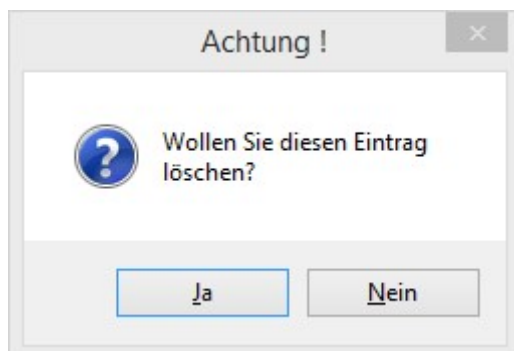 Achtung !
Wollen Sie diesen Eintrag
löschen?
Ja
Nein